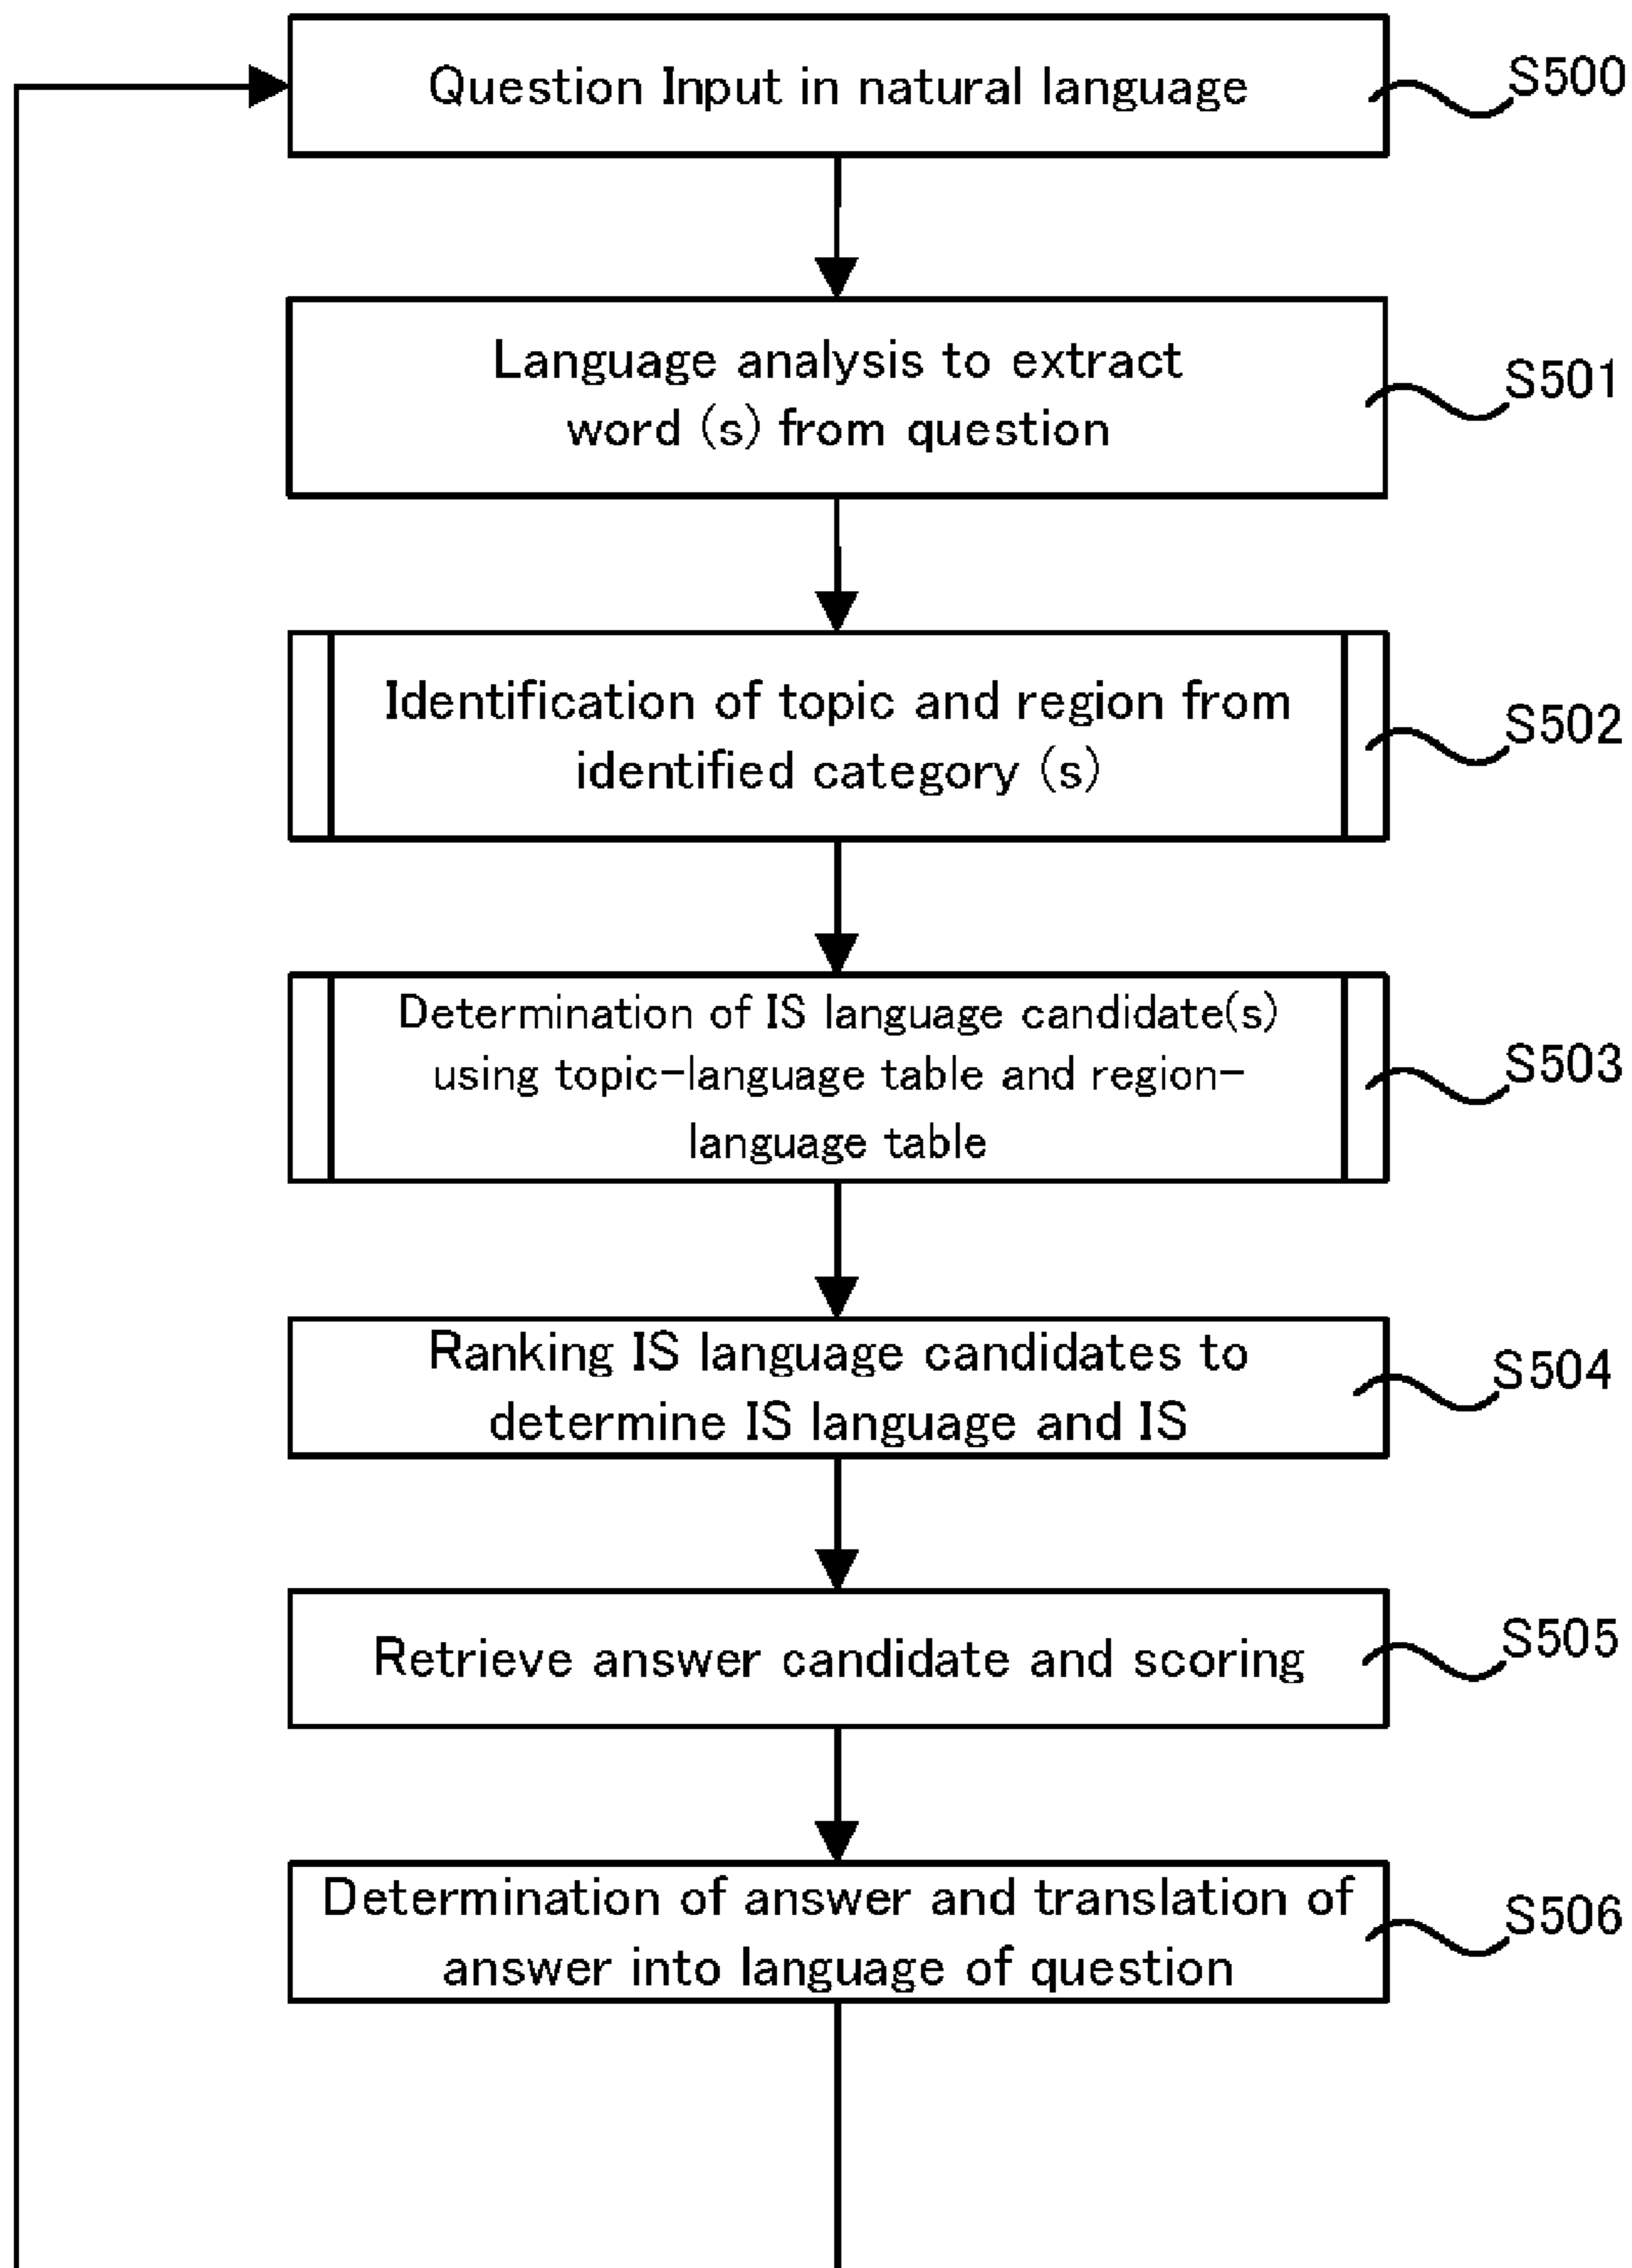 Question Input in natural language
S500
Language analysis to extract
word (s) from question
S501
Identification of topic and region from
identified category (s)
S502
Determination of IS language candidate(s)
using topic-language table and region-
language table
S503
Ranking IS language candidates to
determine IS language and IS
S504
Retrieve answer candidate and scoring
S505
Determination of answer and translation of
answer into language of question
S506